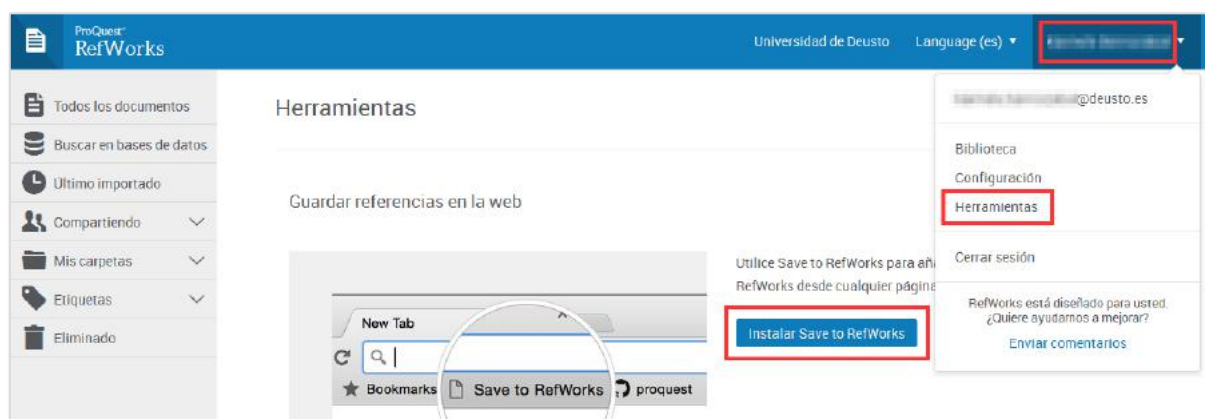 ProQuest
RefWorks
Universidad de Deusto
Language (es)
@deusto.es
Biblioteca
Configuración
Herramientas
Cerrar sesión
RefWorks está diseñado para usted.
¿Quiere ayudarnos a mejorar?
Enviar comentarios
Todos los documentos
Buscar en bases de datos
Último importado
Compartiendo
Mis carpetas
Etiquetas
Eliminado
Herramientas
Guardar referencias en la web
New Tab
Bookmarks
Save to RefWorks
proquest
Utilice Save to RefWorks para
RefWorks desde cualquier página
Instalar Save to RefWorks